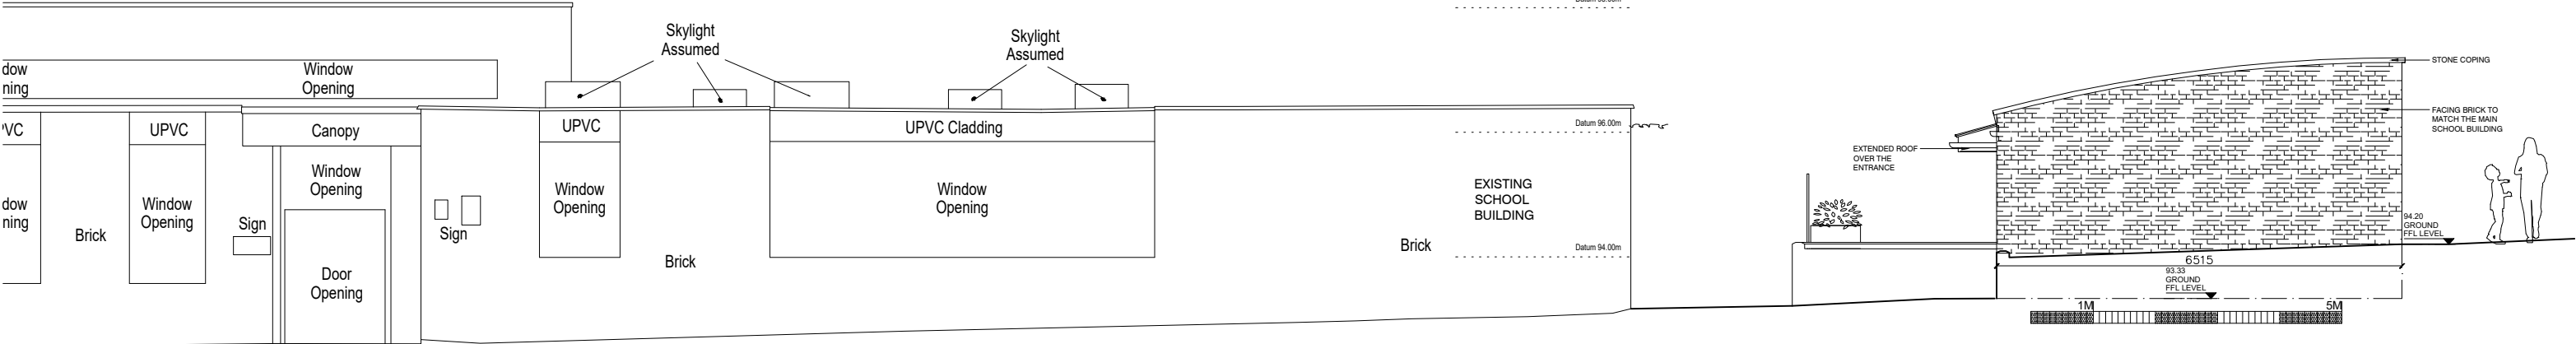 Skylight
Assumed
Skylight
Assumed
Window
Opening
dow
ning
UPVC
Canopy
UPVC
UPVC Cladding
Window
Opening
Window
Opening
ning
Sign
Brick
Door
Opening
Sign
Window
Opening
Brick
Window
Opening
Brick
EXISTING
SCHOOL
BUILDING
Datum 96.00m
Datum 94.00m
EXTENDED ROOF
OVER THE
ENTRANCE
STONE COPING
FACING BRICK TO
MATCH THE MAIN
SCHOOL BUILDING
94.20
GROUND
FFL LEVEL
6515
93.33
GROUND
FFL LEVEL
1M
5M